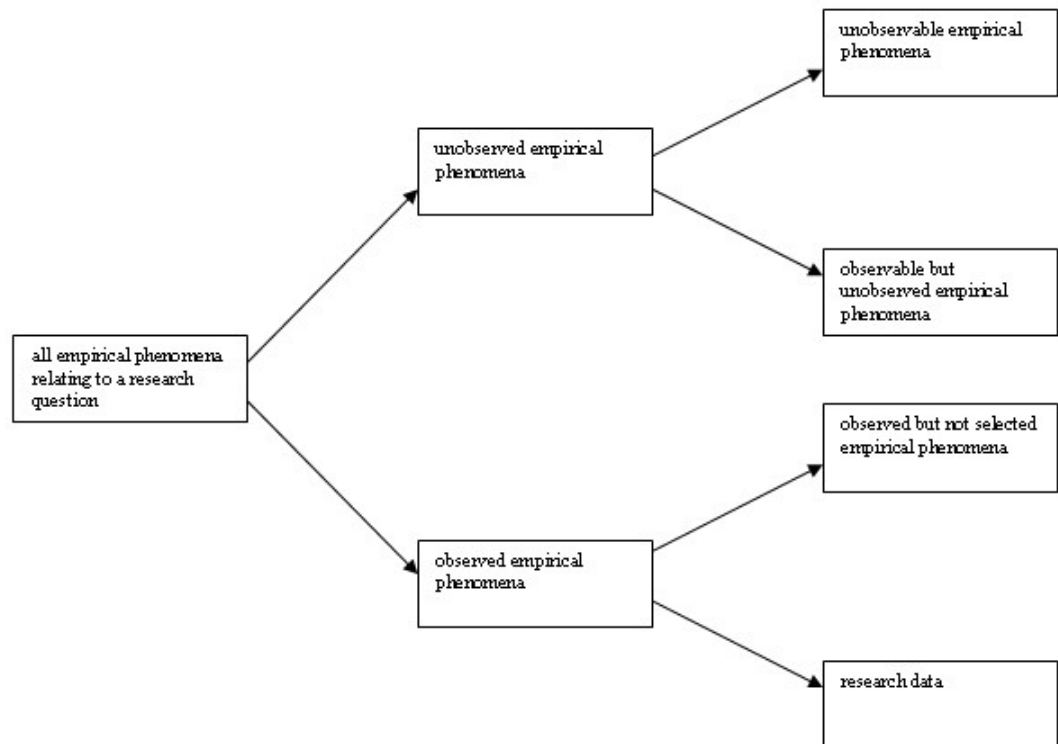 unobservable empirical
phenomena
unobserved empirical
phenomena
observable but
unobserved empirical
phenomena
all empirical phenomena
relating to a research
question
observed but not selected
empirical phenomena
observed empirical
phenomena
research data